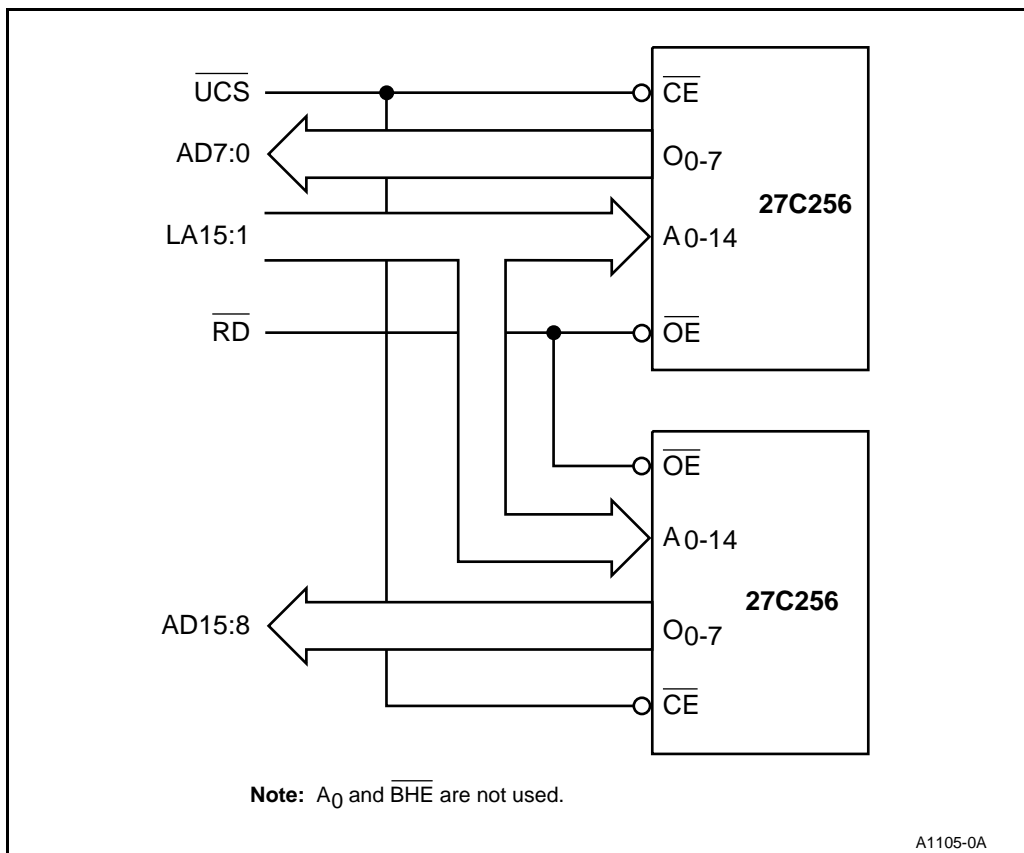 UCS
CE
AD7:0
O0-7
27C256
LA15:1
A0-14
RD
OE
OE
A0-14
27C256
AD15:8
O0-7
CE
Note: A0 and BHE are not used.
A1105-0A